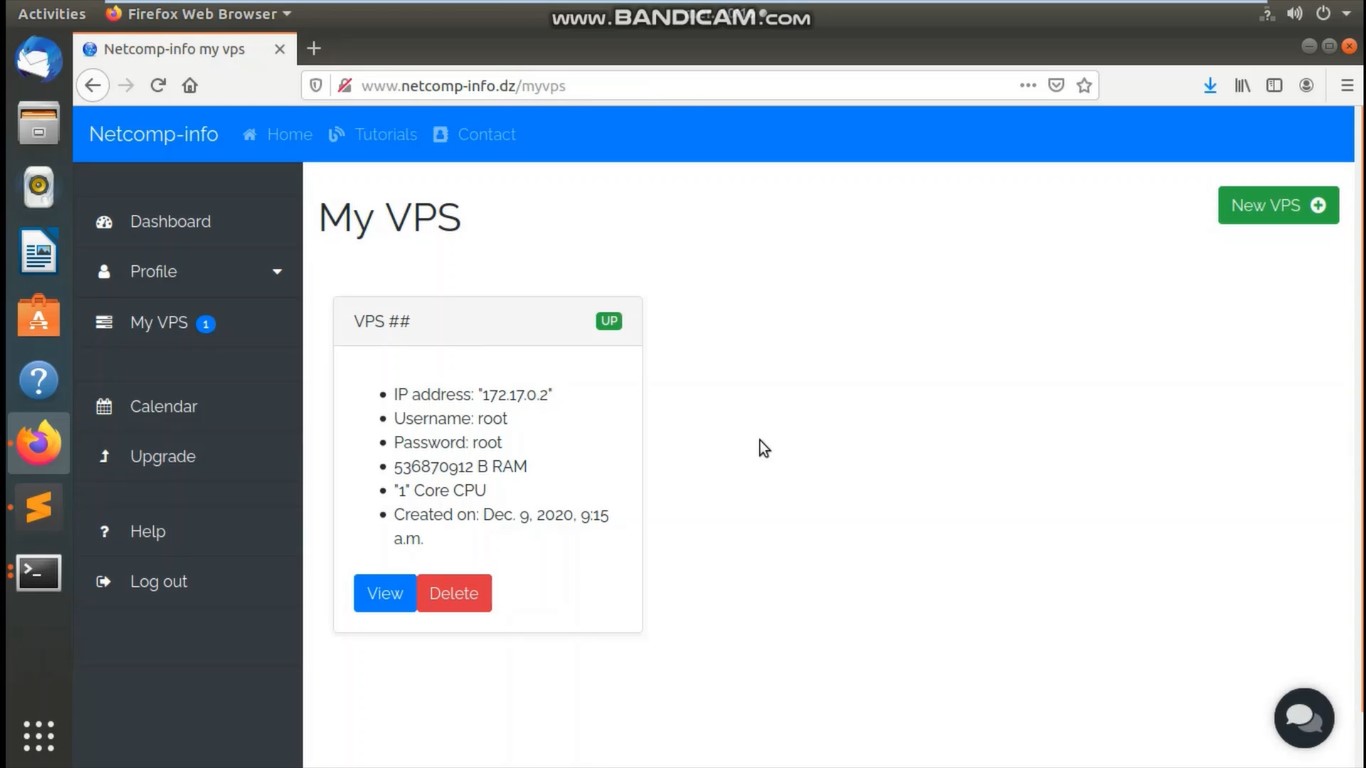 Activities Firefox Web Browser
www.BANDICAM.com
Netcomp-info my vps
www.netcomp-info.dz/myvps
Netcomp-info Home Tutorials Contact
Dashboard
Profile
My VPS 1
Calendar
Upgrade
Help
Log out
My VPS
New VPS
VPS ## UP
IP address: "172.17.0.2"
Username: root
Password: root
536870912 B RAM
"1" Core CPU
Created on: Dec. 9, 2020, 9:15
a.m.
View Delete